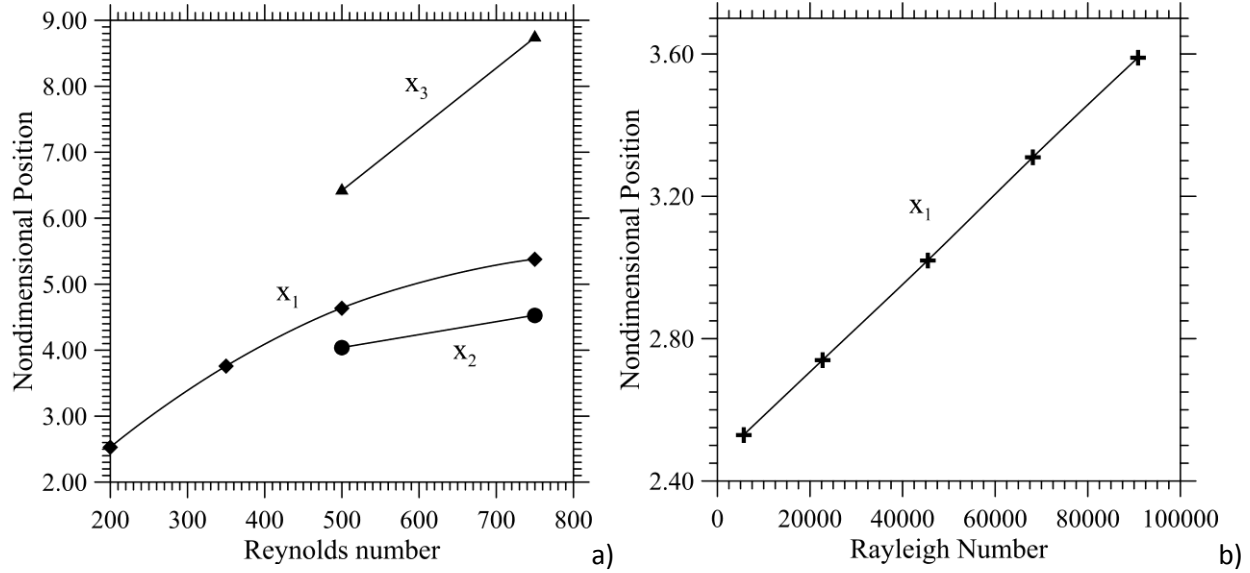 Nondimensional Position
9.00
8.00
7.00
6.00
5.00
4.00
3.00
2.00
x3
x1
x2
200 300 400 500 600 700 800
Reynolds number
a)
Nondimensional Position
3.60
3.20
2.80
2.40
x1
0 20000 40000 60000 80000 100000
Rayleigh Number
b)